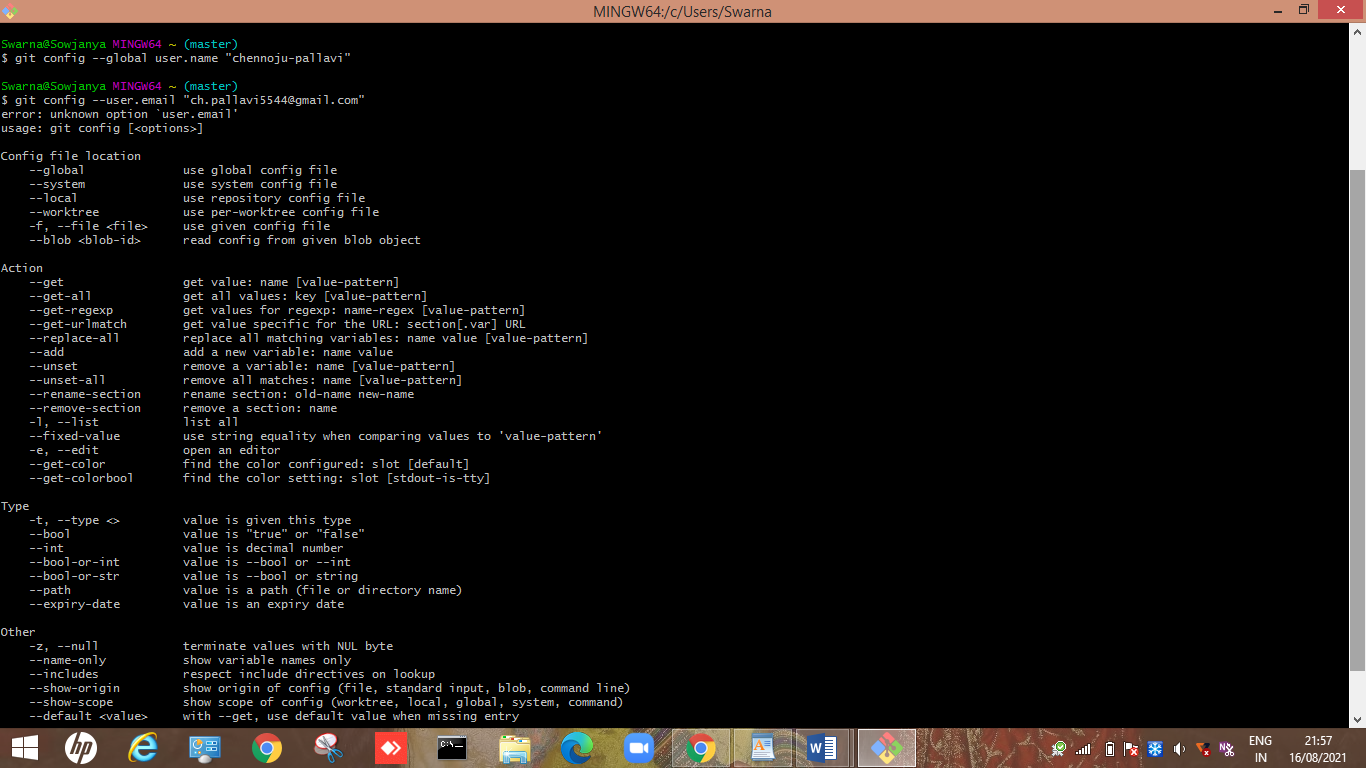 MINGW64:/c/Users/Swarna
Swarna@Sowjanya MINGW64 ~ (master)
$ git config --global user.name "chennoju-pallavi"
Swarna@Sowjanya MINGW64 ~ (master)
$ git config --user.email "ch.pallavi5544@gmail.com"
error: unknown option `user.email'
usage: git config [<options>]
Config file location
--global use global config file
--system use system config file
--local use repository config file
--worktree use per-worktree config file
-f, --file <file> use given config file
--blob <blob-id> read config from given blob object
Action
--get get value: name [value-pattern]
--get-all get all values: key [value-pattern]
--get-regexp get values for regexp: name-regex [value-pattern]
--get-urlmatch get value specific for the URL: section[.var] URL
--replace-all replace all matching variables: name value [value-pattern]
--add add a new variable: name value
--unset remove a variable: name [value-pattern]
--unset-all remove all matches: name [value-pattern]
--rename-section rename section: old-name new-name
--remove-section remove a section: name
-l, --list list all
--fixed-value use string equality when comparing values to 'value-pattern'
-e, --edit open an editor
--get-color find the color configured: slot [default]
--get-colorbool find the color setting: slot [stdout-is-tty]
Type
-t, --type <> value is given this type
--bool value is "true" or "false"
--int value is decimal number
--bool-or-int value is --bool or --int
--bool-or-str value is --bool or string
--path value is a path (file or directory name)
--expiry-date value is an expiry date
Other
-z, --null terminate values with NUL byte
--name-only show variable names only
--includes respect include directives on lookup
--show-origin show origin of config (file, standard input, blob, command line)
--show-scope show scope of config (worktree, local, global, system, command)
--default <value> with --get, use default value when missing entry
hp
C:\
W
ENG
IN
21:57
16/08/2021